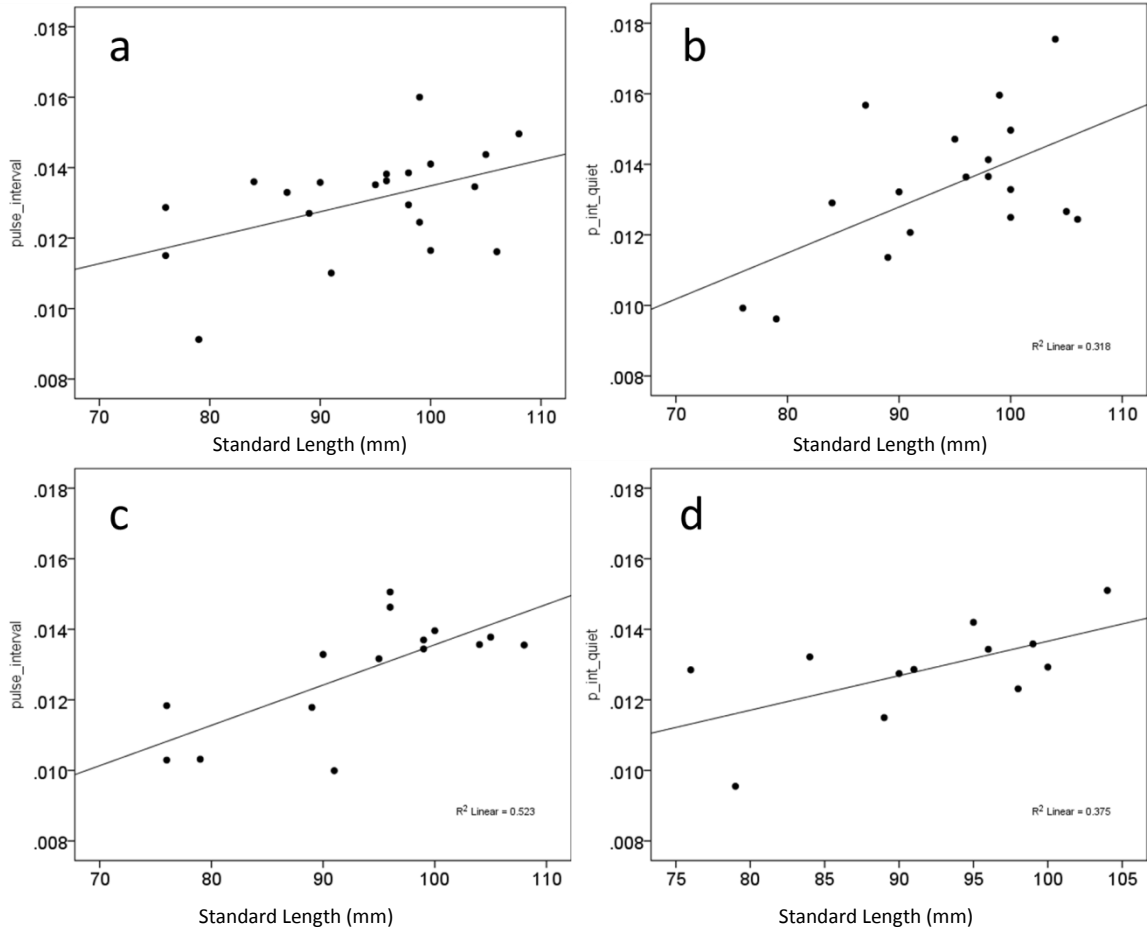 a
pulse_interval
.018
.016
.014
.012
.010
.008
70 80 90 100 110
Standard Length (mm)
b
p_int_quiet
.018
.016
.014
.012
.010
.008
R² Linear = 0.318
70 80 90 100 110
Standard Length (mm)
c
pulse_interval
.018
.016
.014
.012
.010
.008
R² Linear = 0.523
70 80 90 100 110
Standard Length (mm)
d
p_int_quiet
.018
.016
.014
.012
.010
.008
R² Linear = 0.375
75 80 85 90 95 100 105
Standard Length (mm)